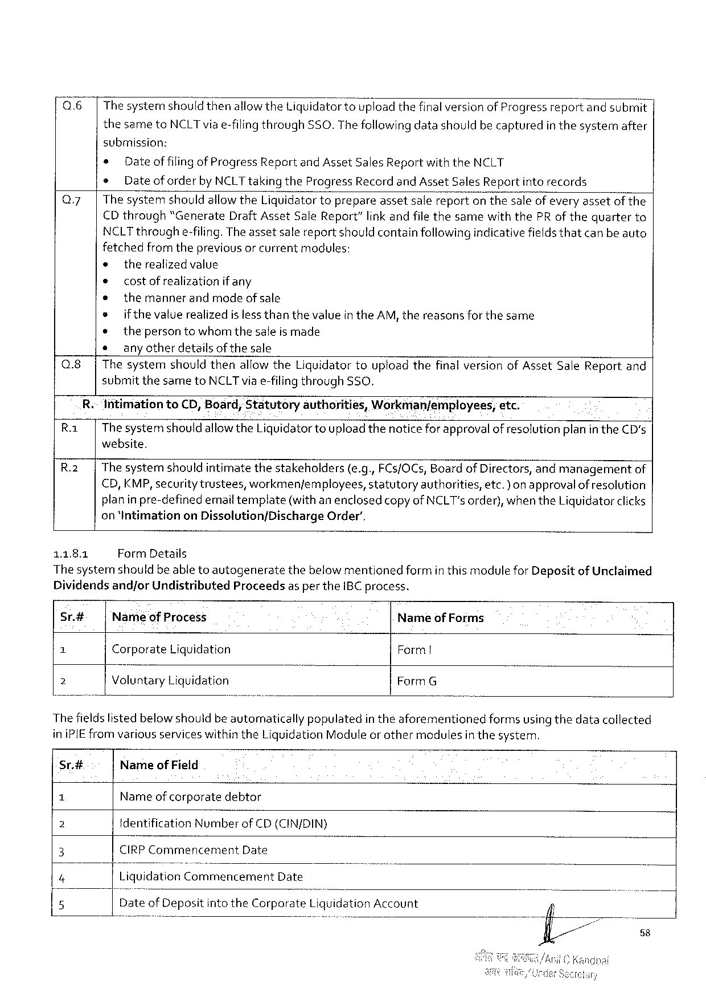 Q.6 The system should then allow the Liquidator to upload the final version of Progress report and submit
the same to NCLT via e-filing through SSO. The following data should be captured in the system after
submission:
• Date of filing of Progress Report and Asset Sales Report with the NCLT
• Date of order by NCLT taking the Progress Record and Asset Sales Report into records
Q.7 The system should allow the Liquidator to prepare asset sale report on the sale of every asset of the
CD through "Generate Draft Asset Sale Report" link and file the same with the PR of the quarter to
NCLT through e-filing. The asset sale report should contain following indicative fields that can be auto
fetched from the previous or current modules:
• the realized value
• cost of realization if any
• the manner and mode of sale
• if the value realized is less than the value in the AM, the reasons for the same
• the person to whom the sale is made
• any other details of the sale
Q.8 The system should then allow the Liquidator to upload the final version of Asset Sale Report and
submit the same to NCLT via e-filing through SSO.
R. Intimation to CD, Board, Statutory authorities, Workman/employees, etc.
R.1 The system should allow the Liquidator to upload the notice for approval of resolution plan in the CD's
website.
R.2 The system should intimate the stakeholders (e.g., FCs/OCs, Board of Directors, and management of
CD, KMP, security trustees, workmen/employees, statutory authorities, etc. ) on approval of resolution
plan in pre-defined email template (with an enclosed copy of NCLT's order), when the Liquidator clicks
on 'Intimation on Dissolution/Discharge Order'.
1.1.8.1 Form Details
The system should be able to autogenerate the below mentioned form in this module for Deposit of Unclaimed
Dividends and/or Undistributed Proceeds as per the IBC process.
Sr.# Name of Process Name of Forms
1 Corporate Liquidation Form I
2 Voluntary Liquidation Form G
The fields listed below should be automatically populated in the aforementioned forms using the data collected
in iPIE from various services within the Liquidation Module or other modules in the system.
Sr.# Name of Field
1 Name of corporate debtor
2 Identification Number of CD (CIN/DIN)
3 CIRP Commencement Date
4 Liquidation Commencement Date
5 Date of Deposit into the Corporate Liquidation Account
58
/Anil C Kandpal
अवर सचिव/Under Secretary